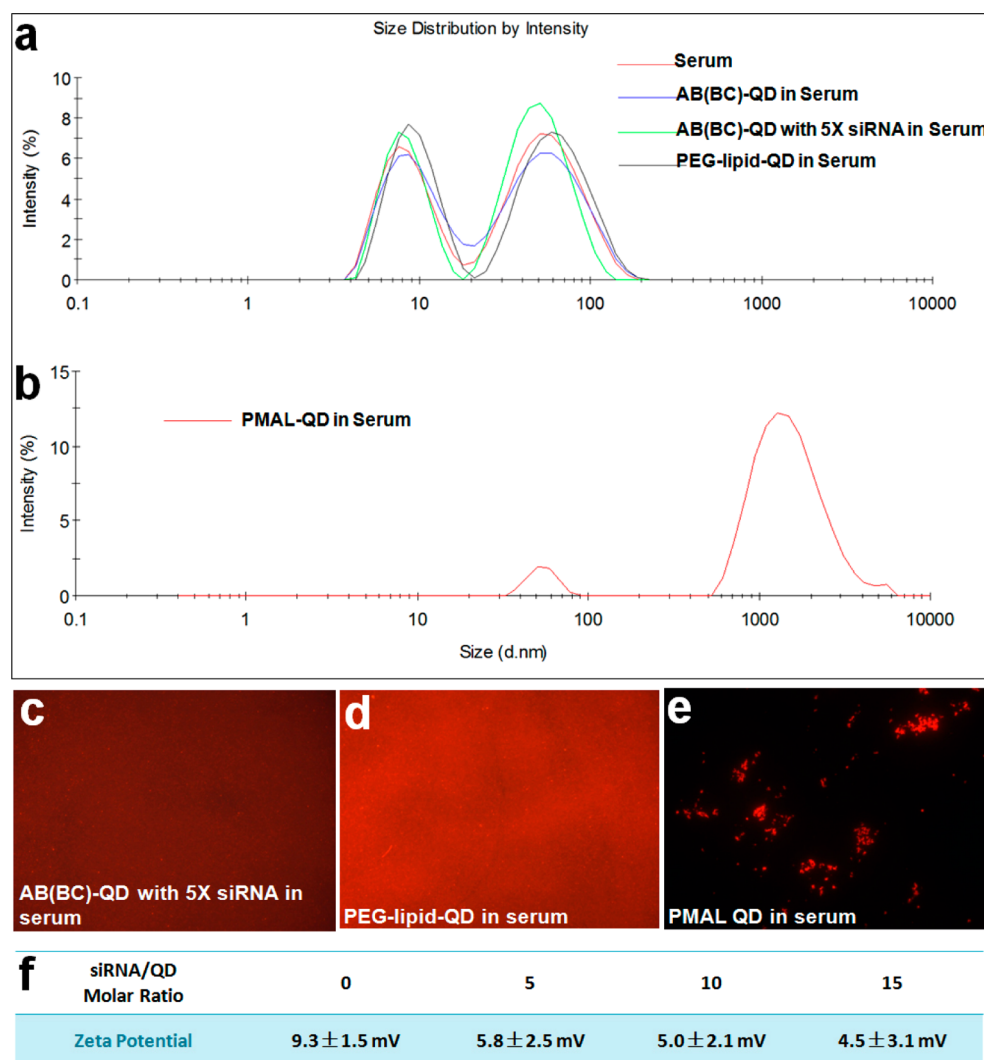 a
Size Distribution by Intensity
Serum
AB(BC)-QD in Serum
AB(BC)-QD with 5X siRNA in Serum
PEG-lipid-QD in Serum
Intensity (%)
10
8
6
4
2
0
0.1 1 10 100 1000 10000
b
PMAL-QD in Serum
Intensity (%)
15
10
5
0
0.1 1 10 100 1000 10000
Size (d.nm)
c
AB(BC)-QD with 5X siRNA in
serum
d
PEG-lipid-QD in serum
e
PMAL QD in serum
f
siRNA/QD
Molar Ratio
0 5 10 15
Zeta Potential 9.3±1.5 mV 5.8±2.5 mV 5.0±2.1 mV 4.5±3.1 mV